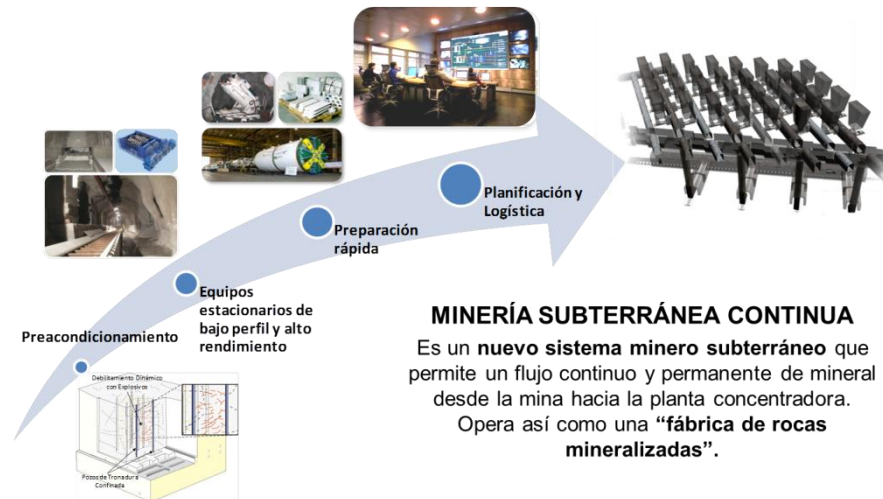 Planificación y
Logística
Preparación
rápida
Equipos
estacionarios de
bajo perfil y alto
rendimiento
Preacondicionamiento
Debilitamiento Dinámico
con Explosivos
Pozos de Tronadura
Confinada
MINERÍA SUBTERRÁNEA CONTINUA
Es un nuevo sistema minero subterráneo que
permite un flujo continuo y permanente de mineral
desde la mina hacia la planta concentradora.
Opera así como una “fábrica de rocas
mineralizadas”.